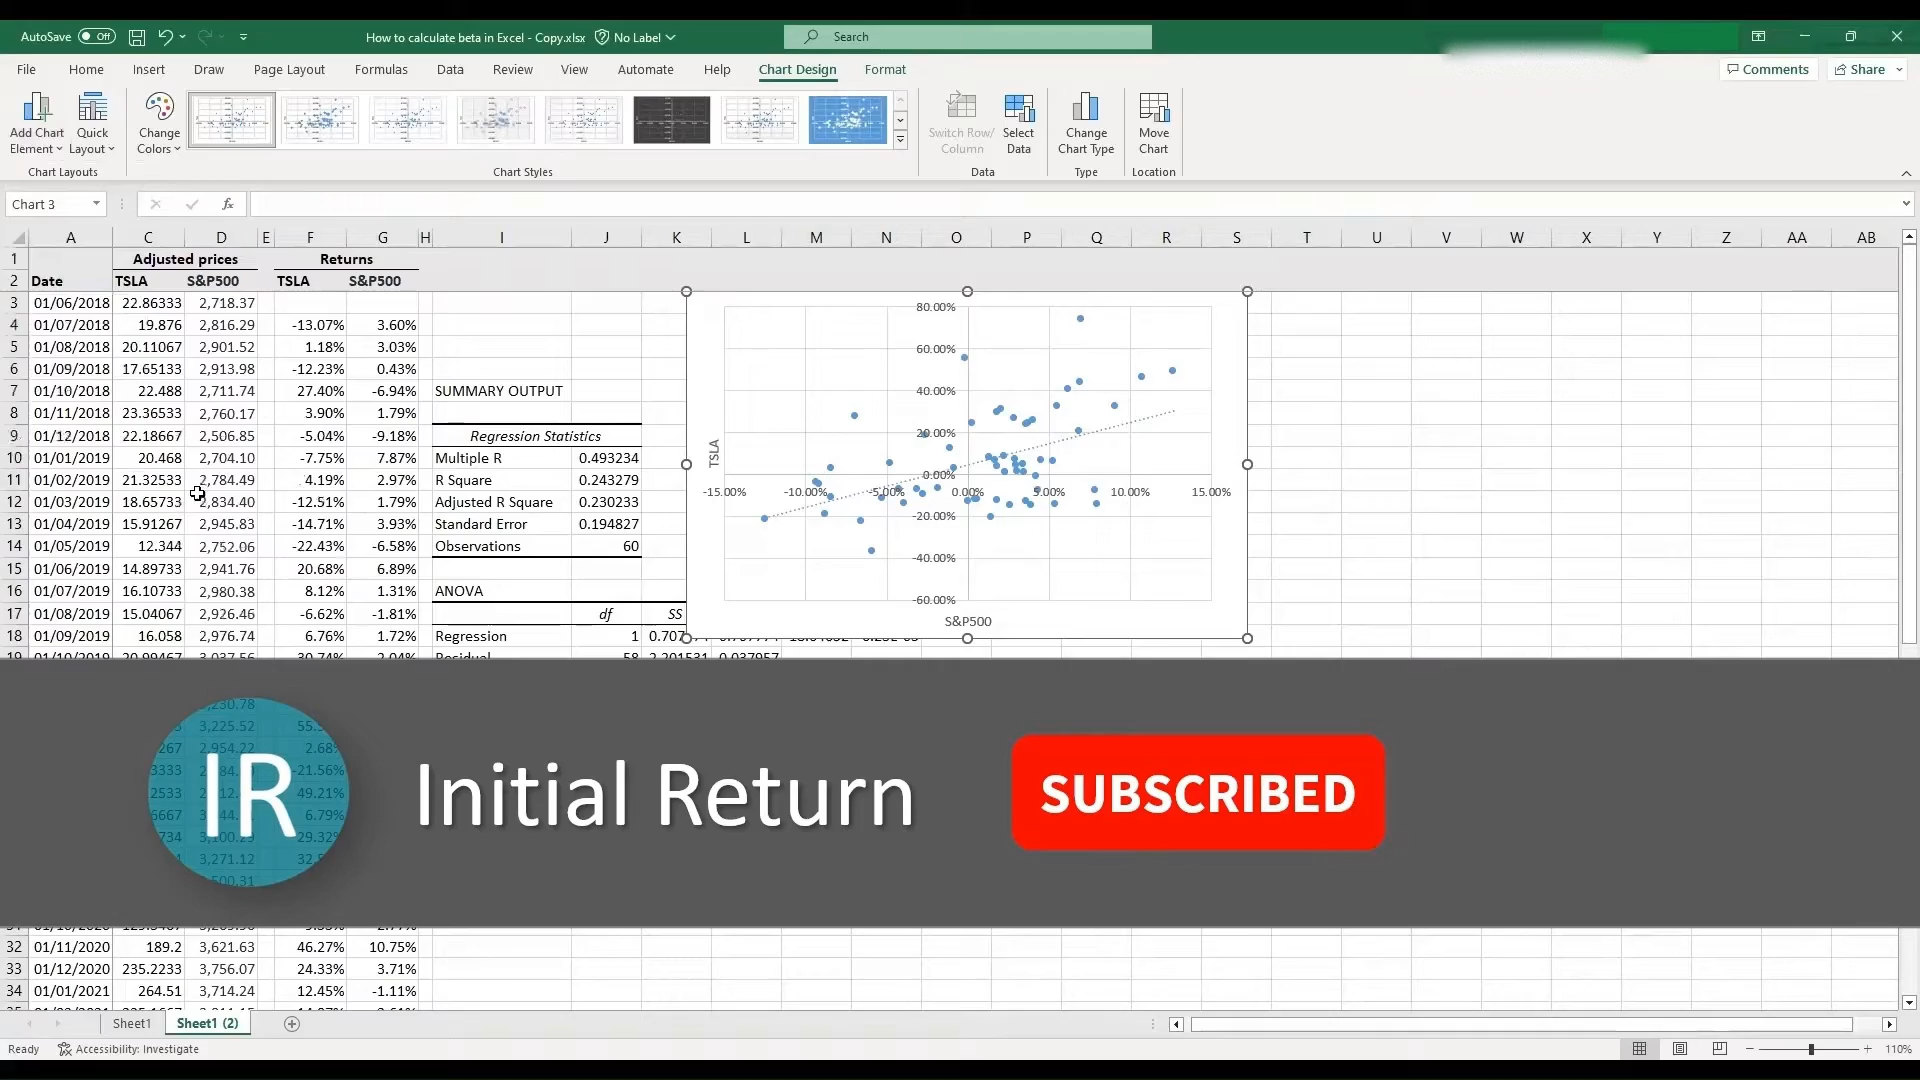 AutoSave Off How to calculate beta in Excel - Copy.xlsx No Label Search
File Home Insert Draw Page Layout Formulas Data Review View Automate Help Chart Design Format Comments Share
Add Chart Element Quick Layout Change Colors Switch Row/ Column Select Data Change Chart Type Move Chart
Chart Layouts Chart Styles Data Type Location
Chart 3 fx
A B C D E F G H I J K L M N O P Q R S T U V W X Y Z AA AB
1 Adjusted prices Returns
2 Date TSLA S&P500 TSLA S&P500
3 01/06/2018 22.86333 2,718.37
4 01/07/2018 19.876 2,816.29 -13.07% 3.60%
5 01/08/2018 20.11067 2,901.52 1.18% 3.03%
6 01/09/2018 17.65133 2,913.98 -12.23% 0.43%
7 01/10/2018 22.488 2,711.74 27.40% -6.94% SUMMARY OUTPUT
8 01/11/2018 23.36533 2,760.17 3.90% 1.79%
9 01/12/2018 22.18667 2,506.85 -5.04% -9.18% Regression Statistics
10 01/01/2019 20.468 2,704.10 -7.75% 7.87% Multiple R 0.493234
11 01/02/2019 21.32533 2,784.49 4.19% 2.97% R Square 0.243279
12 01/03/2019 18.65733 2,834.40 -12.51% 1.79% Adjusted R Square 0.230233
13 01/04/2019 15.91267 2,945.83 -14.71% 3.93% Standard Error 0.194827
14 01/05/2019 12.344 2,752.06 -22.43% -6.58% Observations 60
15 01/06/2019 14.89733 2,941.76 20.68% 6.89%
16 01/07/2019 16.10733 2,980.38 8.12% 1.31% ANOVA
17 01/08/2019 15.04067 2,926.46 -6.62% -1.81% df SS
18 01/09/2019 16.058 2,976.74 6.76% 1.72% Regression 1
80.00%
60.00%
40.00%
20.00%
0.00%
-15.00% -10.00% -5.00% 0.00% 5.00% 10.00% 15.00%
-20.00%
-40.00%
-60.00%
TSLA
S&P500
IR Initial Return SUBSCRIBED
32 01/11/2020 189.2 3,621.63 46.27% 10.75%
33 01/12/2020 235.2233 3,756.07 24.33% 3.71%
34 01/01/2021 264.51 3,714.24 12.45% -1.11%
Sheet1 Sheet1 (2)
Ready Accessibility: Investigate 110%